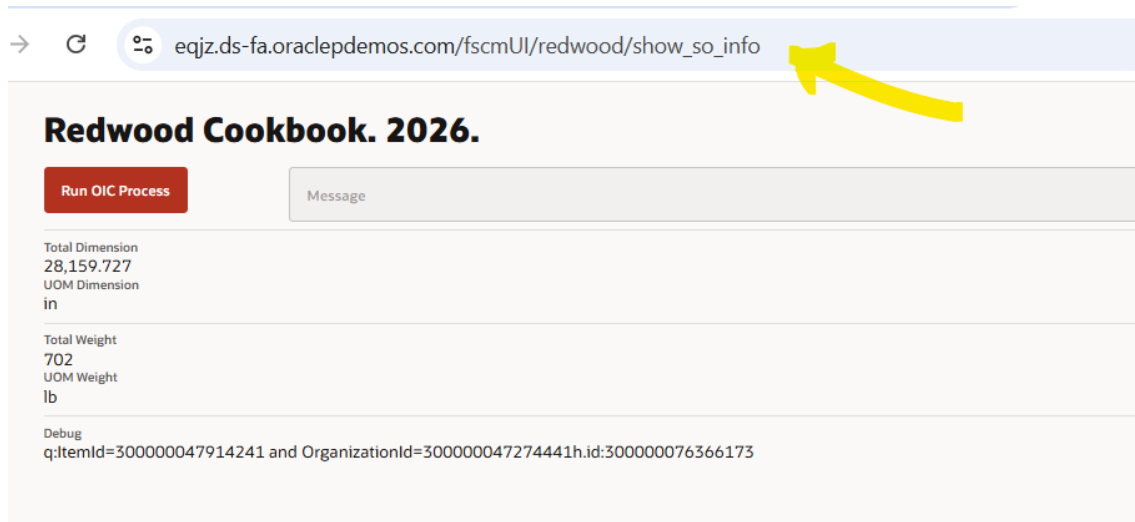 eqjz.ds-fa.oraclepdemos.com/fscmUI/redwood/show_so_info
Redwood Cookbook. 2026.
Run OIC Process
Message
Total Dimension
28,159.727
UOM Dimension
in
Total Weight
702
UOM Weight
lb
Debug
q:ItemId=300000047914241 and OrganizationId=300000047274441h.id:300000076366173